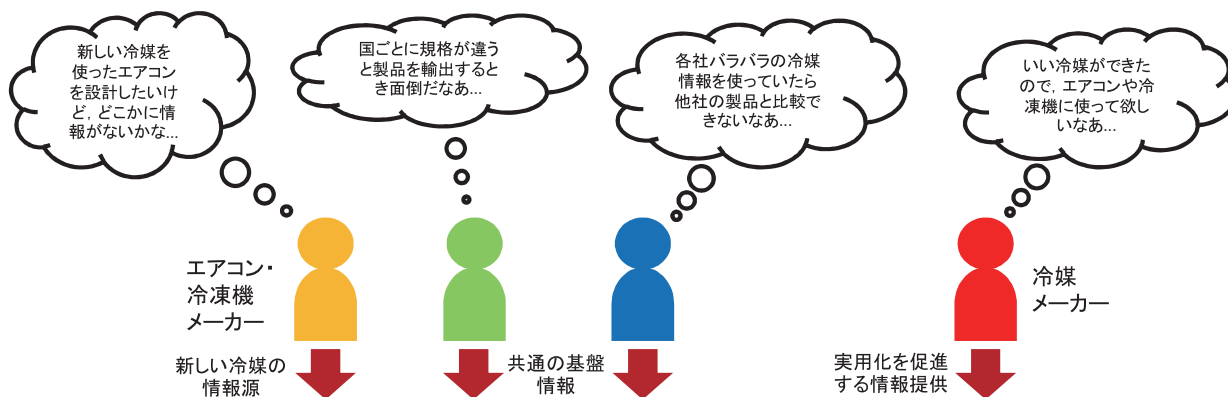 新しい冷媒を
使ったエアコン
を設計したいけ
ど，どこかに情
報がないかな...
国ごとに規格が違う
と製品を輸出すると
き面倒だなあ...
各社バラバラの冷媒
情報を使っていたら
他社の製品と比較で
きないなあ...
いい冷媒ができた
ので，エアコンや冷
凍機に使って欲し
いなあ...
エアコン・
冷凍機
メーカー
冷媒
メーカー
新しい冷媒の
情報源
共通の基盤
情報
実用化を促進
する情報提供